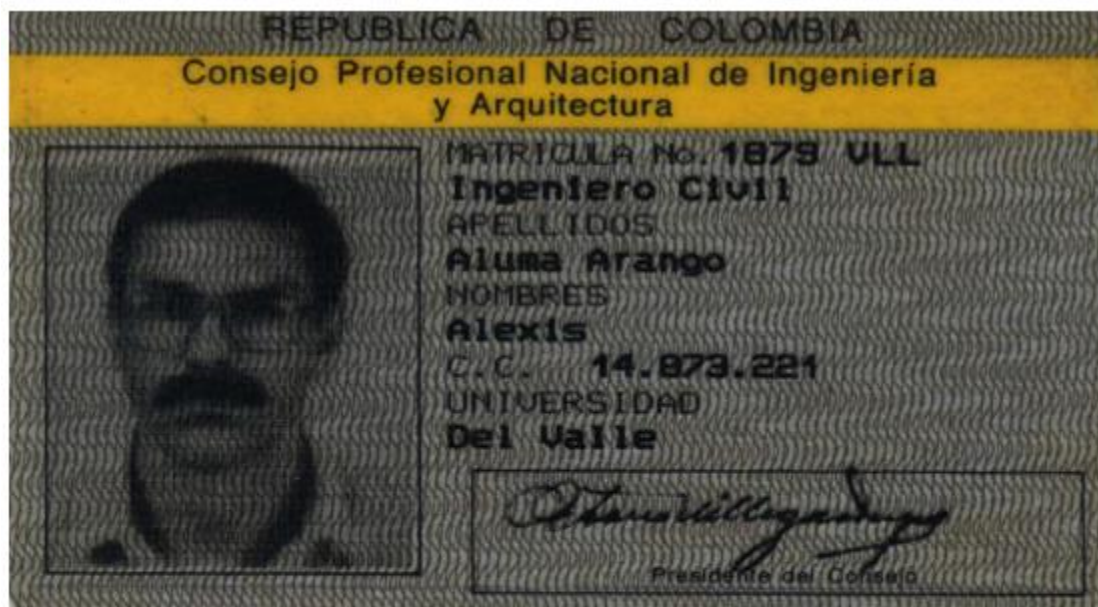 REPUBLICA DE COLOMBIA
Consejo Profesional Nacional de Ingeniería
y Arquitectura
MATRICULA No. 1879 VLL
Ingeniero Civil
APELLIDOS
Aluma Arango
NOMBRES
Alexis
C.C. 14.873.221
UNIVERSIDAD
Del Valle
Presidente del Consejo